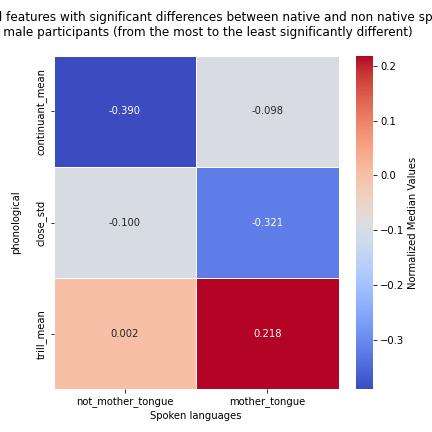 features with significant differences between native and non native
male participants (from the most to the least significantly different)
continuant_mean
close_std
trill_mean
phonological
-0.390
-0.098
-0.100
-0.321
0.002
0.218
not_mother_tongue
mother_tongue
Spoken languages
0.2
0.1
0.0
−0.1
−0.2
−0.3
Normalized Median Values